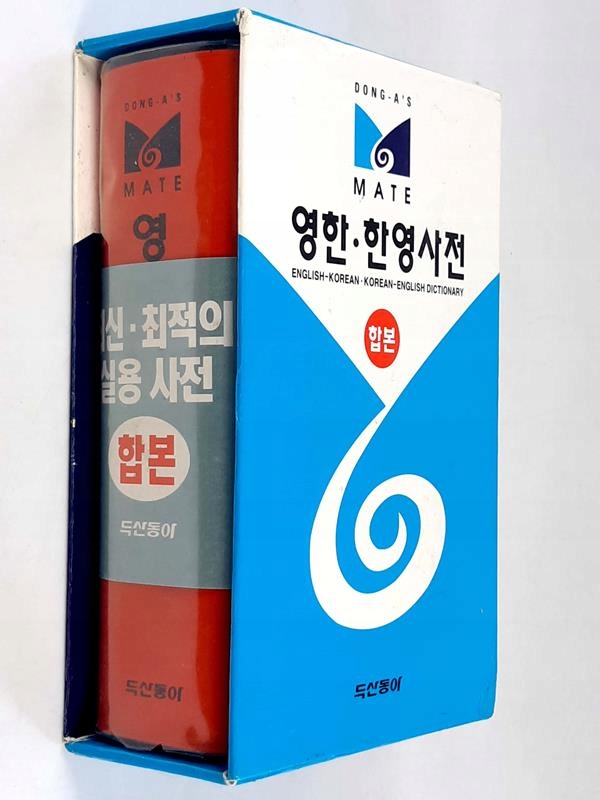 DONG-A'S
MATE
영
최신·최적의
실용 사전
합본
두산동아
두산동아
DONG-A'S
MATE
영한·한영사전
ENGLISH-KOREAN·KOREAN-ENGLISH DICTIONARY
합본
두산동아